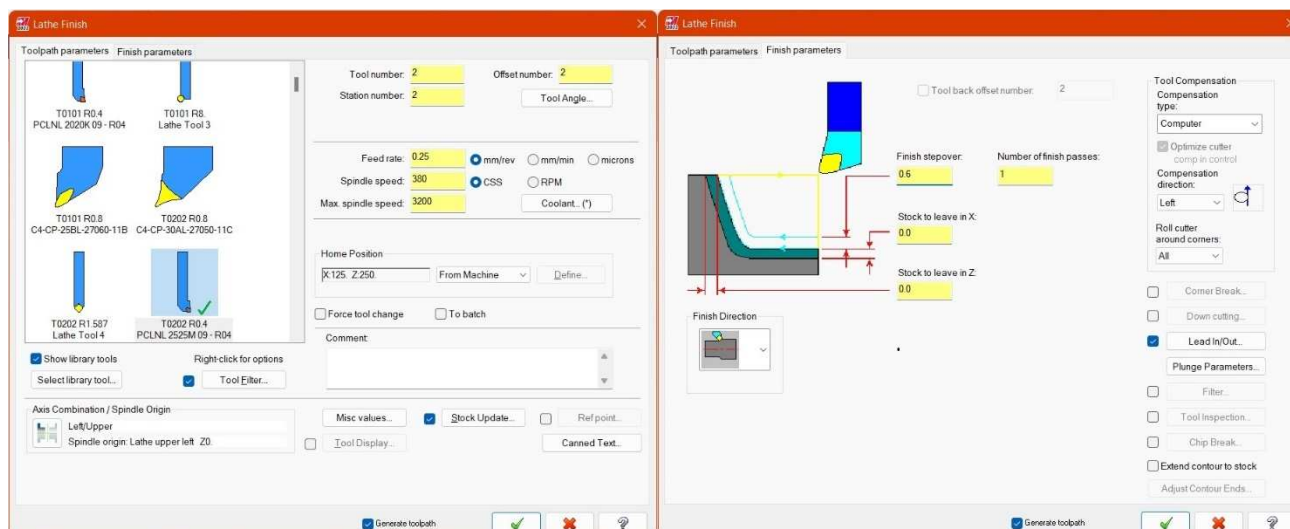 Lathe Finish
Toolpath parameters Finish parameters
T0101 R0.4
PCLNL 2020K 09 - R04
T0101 R8.
Lathe Tool 3
T0101 R0.8
C4-CP-25BL-27060-11B
T0202 R0.8
C4-CP-30AL-27050-11C
T0202 R1.587
Lathe Tool 4
T0202 R0.4
PCLNL 2525M 09 - R04
Show library tools
Right-click for options
Select library tool...
Tool Filter...
Axis Combination / Spindle Origin
Left/Upper
Spindle origin: Lathe upper left Z0.
Tool number: 2
Offset number: 2
Station number: 2
Tool Angle...
Feed rate: 0.25
mm/rev mm/min microns
Spindle speed: 380
CSS RPM
Max. spindle speed: 3200
Coolant... (*)
Home Position
X:125. Z:250.
From Machine
Define...
Force tool change To batch
Comment:
Misc values...
Stock Update...
Ref point...
Tool Display...
Canned Text...
Generate toolpath
Lathe Finish
Toolpath parameters Finish parameters
Tool back offset number: 2
Finish stepover:
0.6
Number of finish passes:
1
Stock to leave in X:
0.0
Stock to leave in Z:
0.0
Finish Direction
Tool Compensation
Compensation
type:
Computer
Optimize cutter
comp in control
Compensation
direction:
Left
Roll cutter
around corners:
All
Corner Break...
Down cutting...
Lead In/Out...
Plunge Parameters...
Filter...
Tool Inspection...
Chip Break...
Extend contour to stock
Adjust Contour Ends...
Generate toolpath